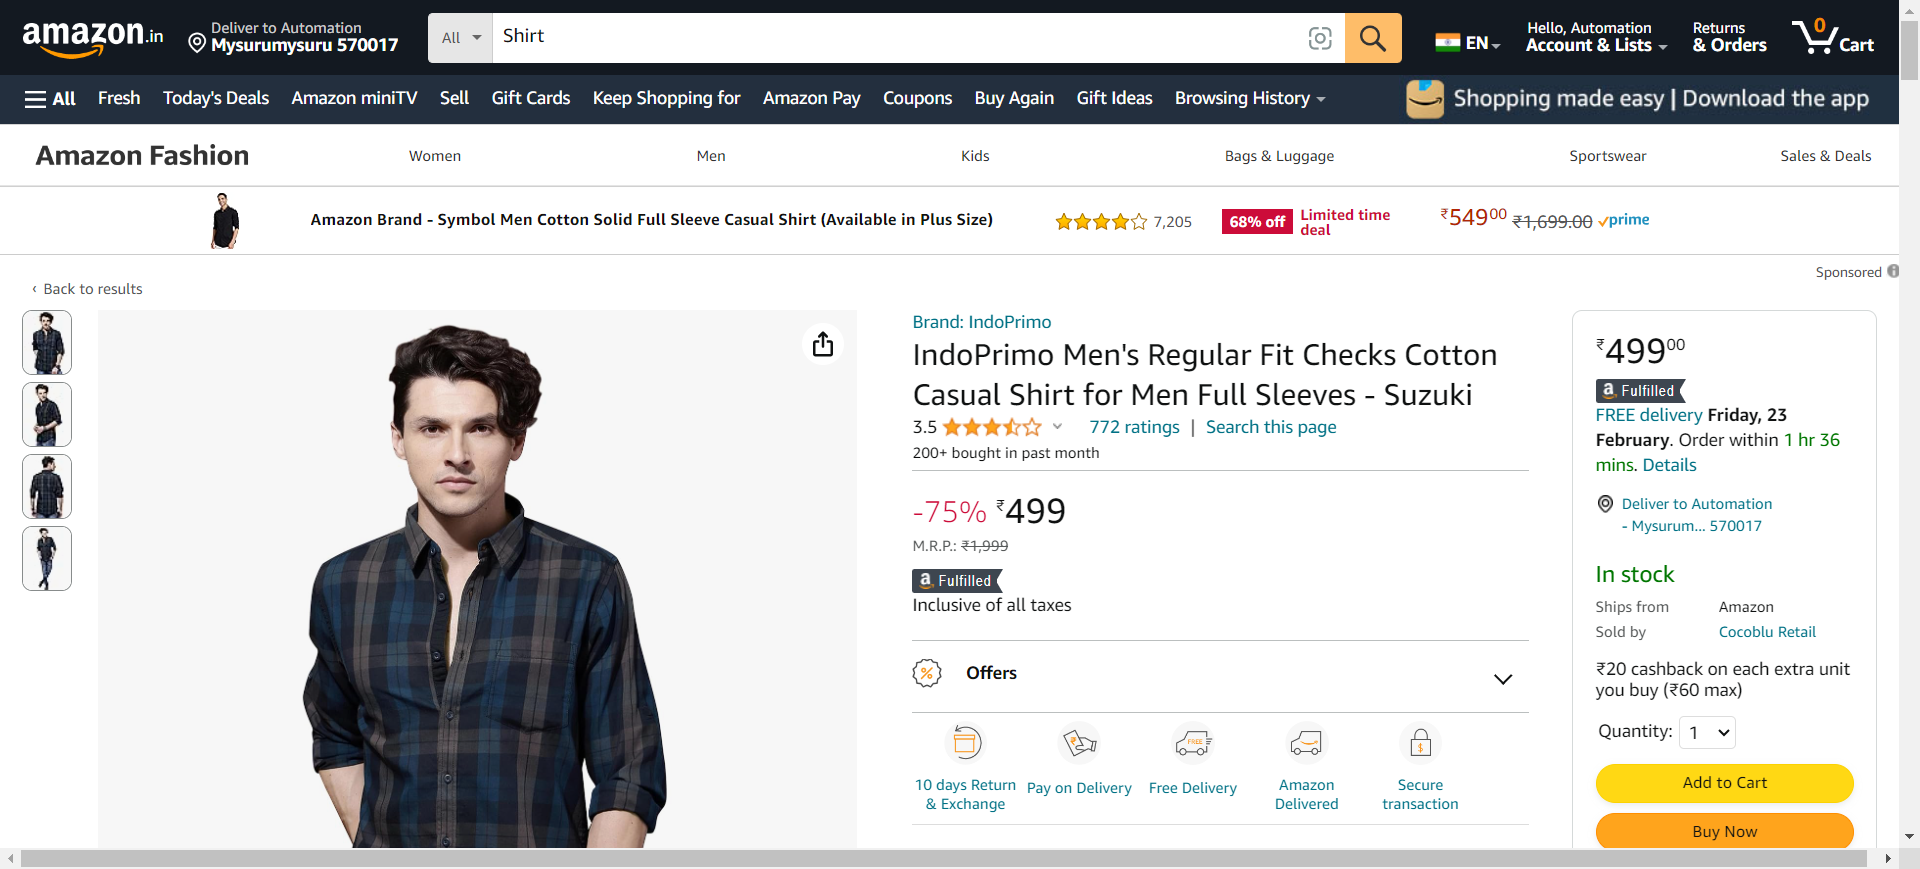 amazon.in
Deliver to Automation
Mysurumysuru 570017
All
Shirt
EN
Hello, Automation
Account & Lists
Returns
& Orders
0
Cart
All
Fresh
Today's Deals
Amazon miniTV
Sell
Gift Cards
Keep Shopping for
Amazon Pay
Coupons
Buy Again
Gift Ideas
Browsing History
Shopping made easy | Download the app
Amazon Fashion
Women
Men
Kids
Bags & Luggage
Sportswear
Sales & Deals
Amazon Brand - Symbol Men Cotton Solid Full Sleeve Casual Shirt (Available in Plus Size)
7,205
68% off
Limited time
deal
₹54900
₹1,699.00
prime
Sponsored
‹ Back to results
Brand: IndoPrimo
IndoPrimo Men's Regular Fit Checks Cotton
Casual Shirt for Men Full Sleeves - Suzuki
3.5
772 ratings | Search this page
200+ bought in past month
-75% ₹499
M.R.P.: ₹1,999
a Fulfilled
Inclusive of all taxes
Offers
10 days Return
& Exchange
Pay on Delivery
FREE
Free Delivery
Amazon
Delivered
Secure
transaction
₹49900
a Fulfilled
FREE delivery Friday, 23
February. Order within 1 hr 36
mins. Details
Deliver to Automation
- Mysurum... 570017
In stock
Ships from Amazon
Sold by Cocoblu Retail
₹20 cashback on each extra unit
you buy (₹60 max)
Quantity: 1
Add to Cart
Buy Now